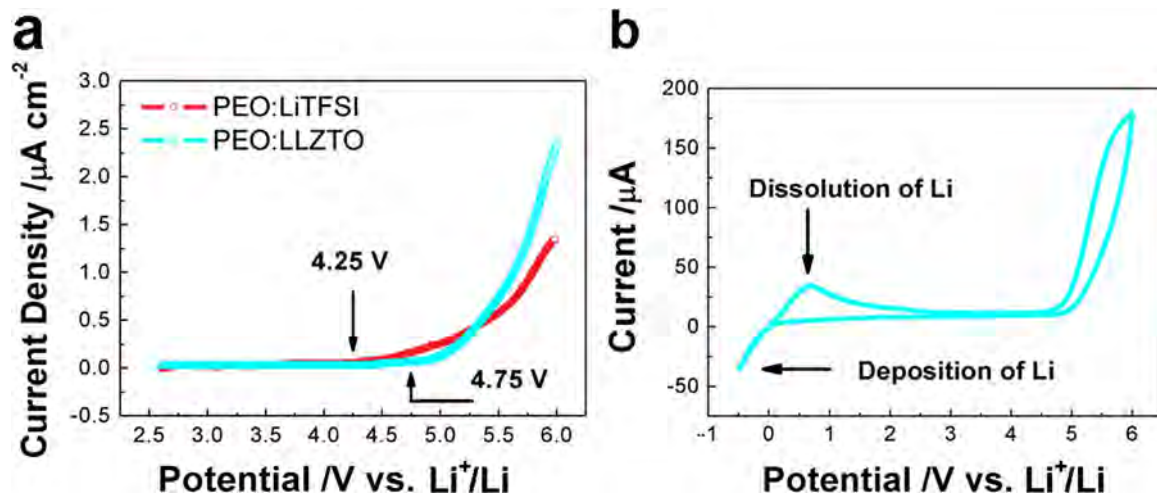 a
3.0
2.5
2.0
1.5
1.0
0.5
0.0
-0.5
Current Density /μA cm⁻²
PEO:LiTFSI
PEO:LLZTO
4.25 V
4.75 V
2.5 3.0 3.5 4.0 4.5 5.0 5.5 6.0
Potential /V vs. Li⁺/Li
b
200
150
100
50
0
-50
Current /μA
Dissolution of Li
Deposition of Li
-1 0 1 2 3 4 5 6
Potential /V vs. Li⁺/Li